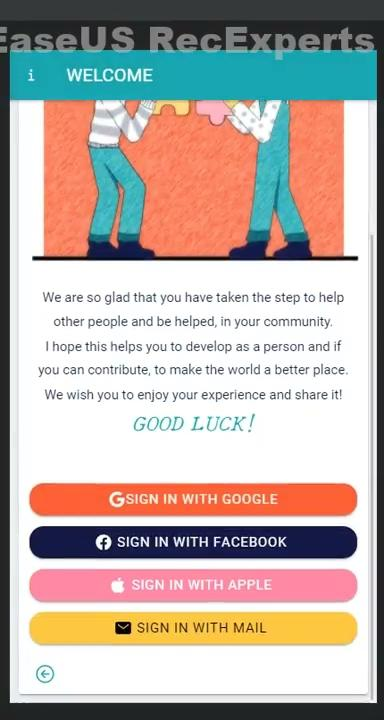 EaseUS RecExperts
i WELCOME
We are so glad that you have taken the step to help
other people and be helped, in your community.
I hope this helps you to develop as a person and if
you can contribute, to make the world a better place.
We wish you to enjoy your experience and share it!
GOOD LUCK!
SIGN IN WITH GOOGLE
SIGN IN WITH FACEBOOK
SIGN IN WITH APPLE
SIGN IN WITH MAIL